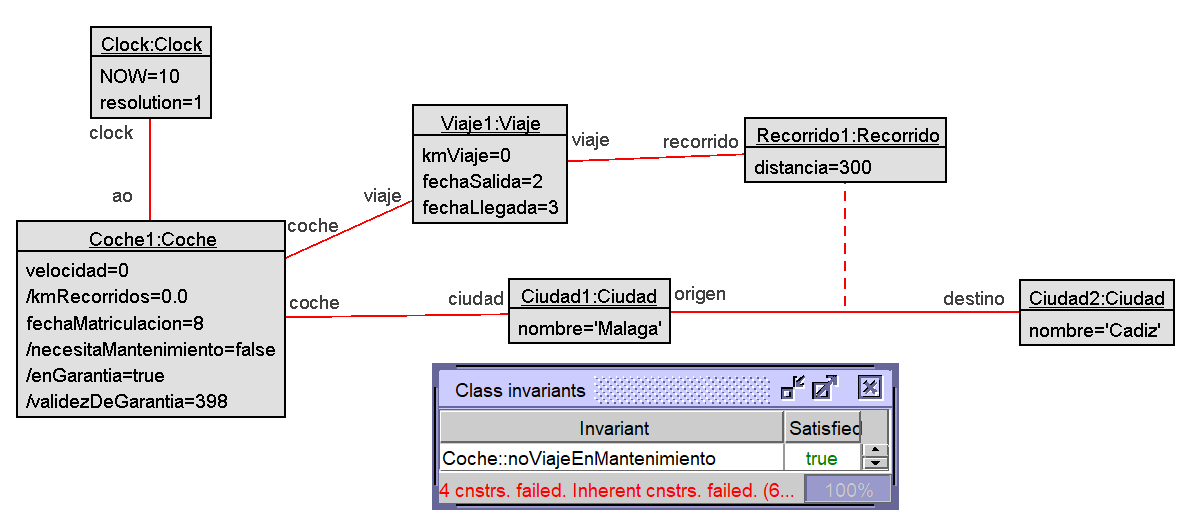 Clock:Clock
NOW=10
resolution=1
clock
ao
Viaje1:Viaje
kmViaje=0
fechaSalida=2
fechaLlegada=3
viaje
recorrido
Recorrido1:Recorrido
distancia=300
viaje
coche
Coche1:Coche
velocidad=0
/kmRecorridos=0.0
fechaMatriculacion=8
/necesitaMantenimiento=false
/enGarantia=true
/validezDeGarantia=398
coche
ciudad
Ciudad1:Ciudad
nombre='Malaga'
origen
destino
Ciudad2:Ciudad
nombre='Cadiz'
Class invariants
Invariant Satisfied
Coche::noViajeEnMantenimiento true
4 cnstrs. failed. Inherent cnstrs. failed. (6... 100%